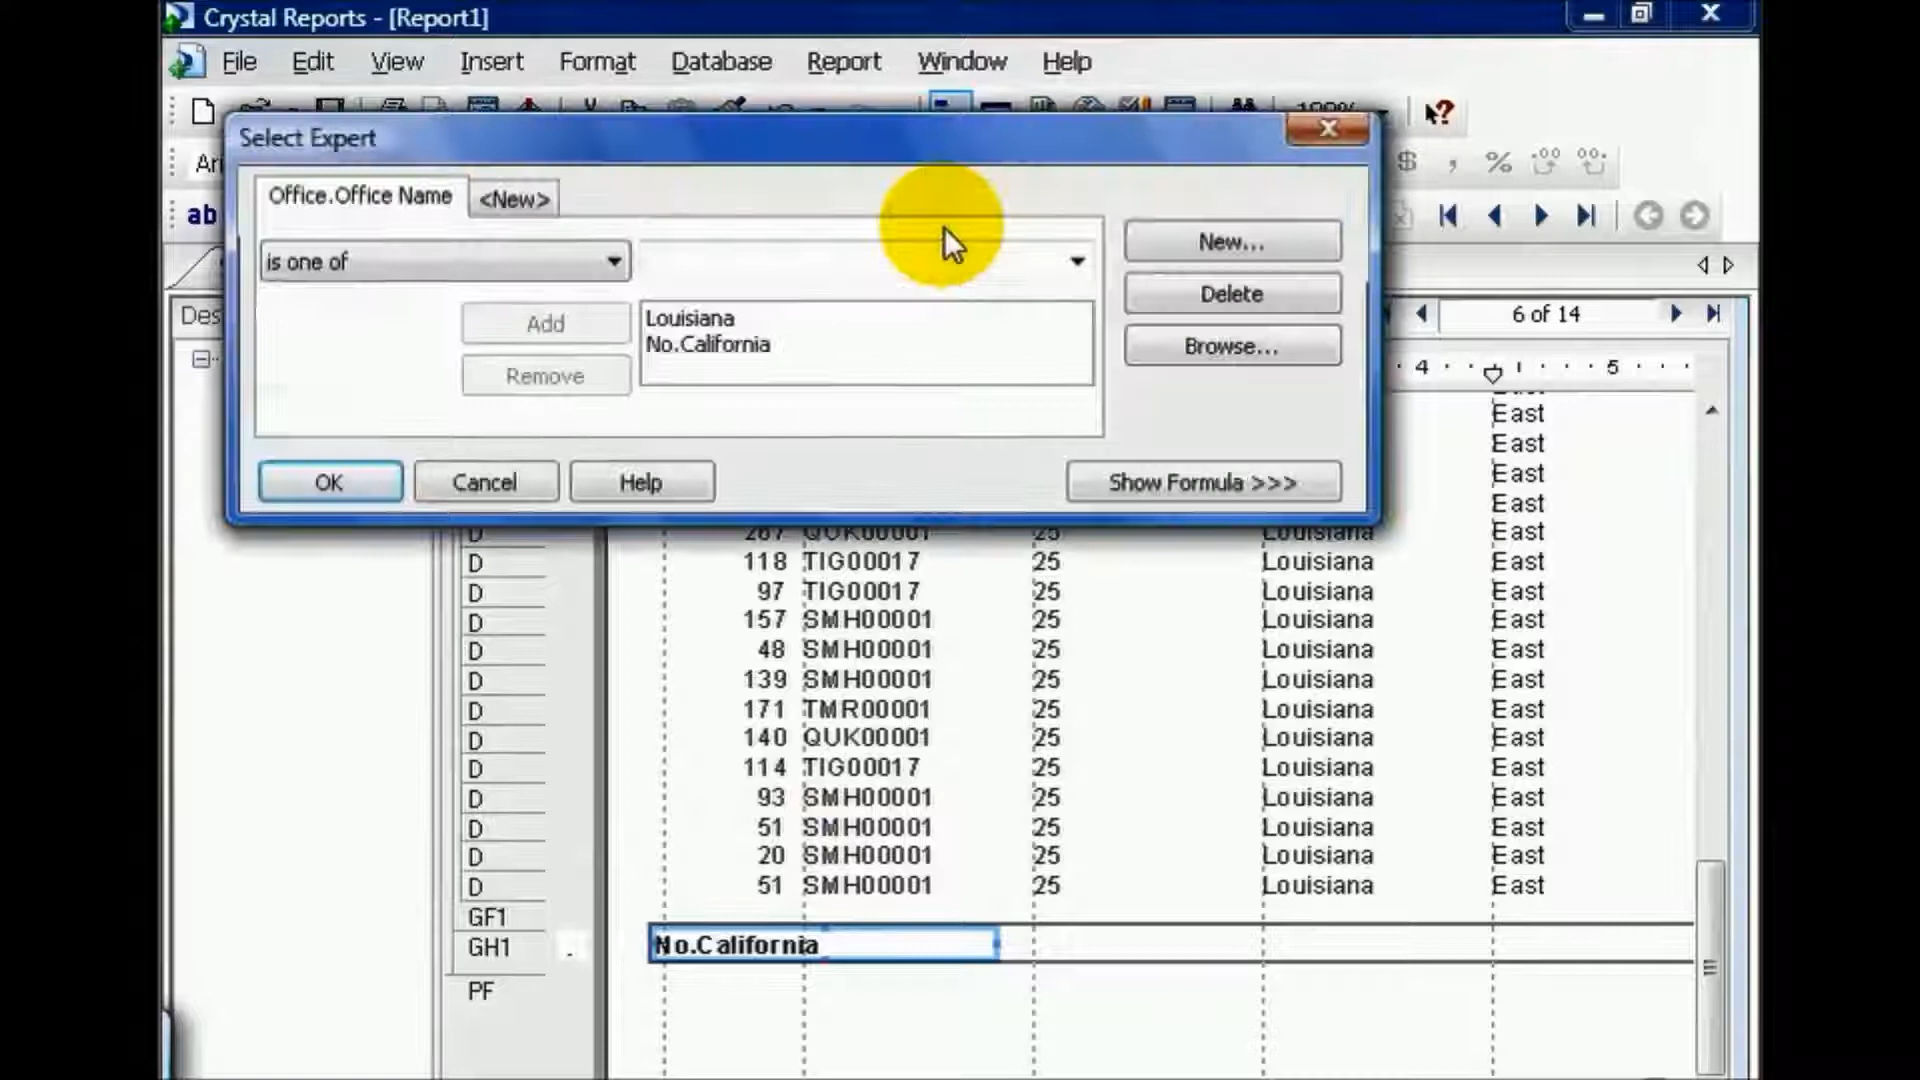 Crystal Reports - [Report1]
File Edit View Insert Format Database Report Window Help
Select Expert
$ , %
ab
Office.Office Name <New>
is one of
New...
Delete
Browse...
Add
Remove
Louisiana
No.California
OK Cancel Help Show Formula >>>
6 of 14
4 5
East
East
East
East
D 267 QUK00001 25 Louisiana East
D 118 TIG00017 25 Louisiana East
D 97 TIG00017 25 Louisiana East
D 157 SMH00001 25 Louisiana East
D 48 SMH00001 25 Louisiana East
D 139 SMH00001 25 Louisiana East
D 171 TMR00001 25 Louisiana East
D 140 QUK00001 25 Louisiana East
D 114 TIG00017 25 Louisiana East
D 93 SMH00001 25 Louisiana East
D 51 SMH00001 25 Louisiana East
D 20 SMH00001 25 Louisiana East
D 51 SMH00001 25 Louisiana East
GF1
GH1 No.California
PF